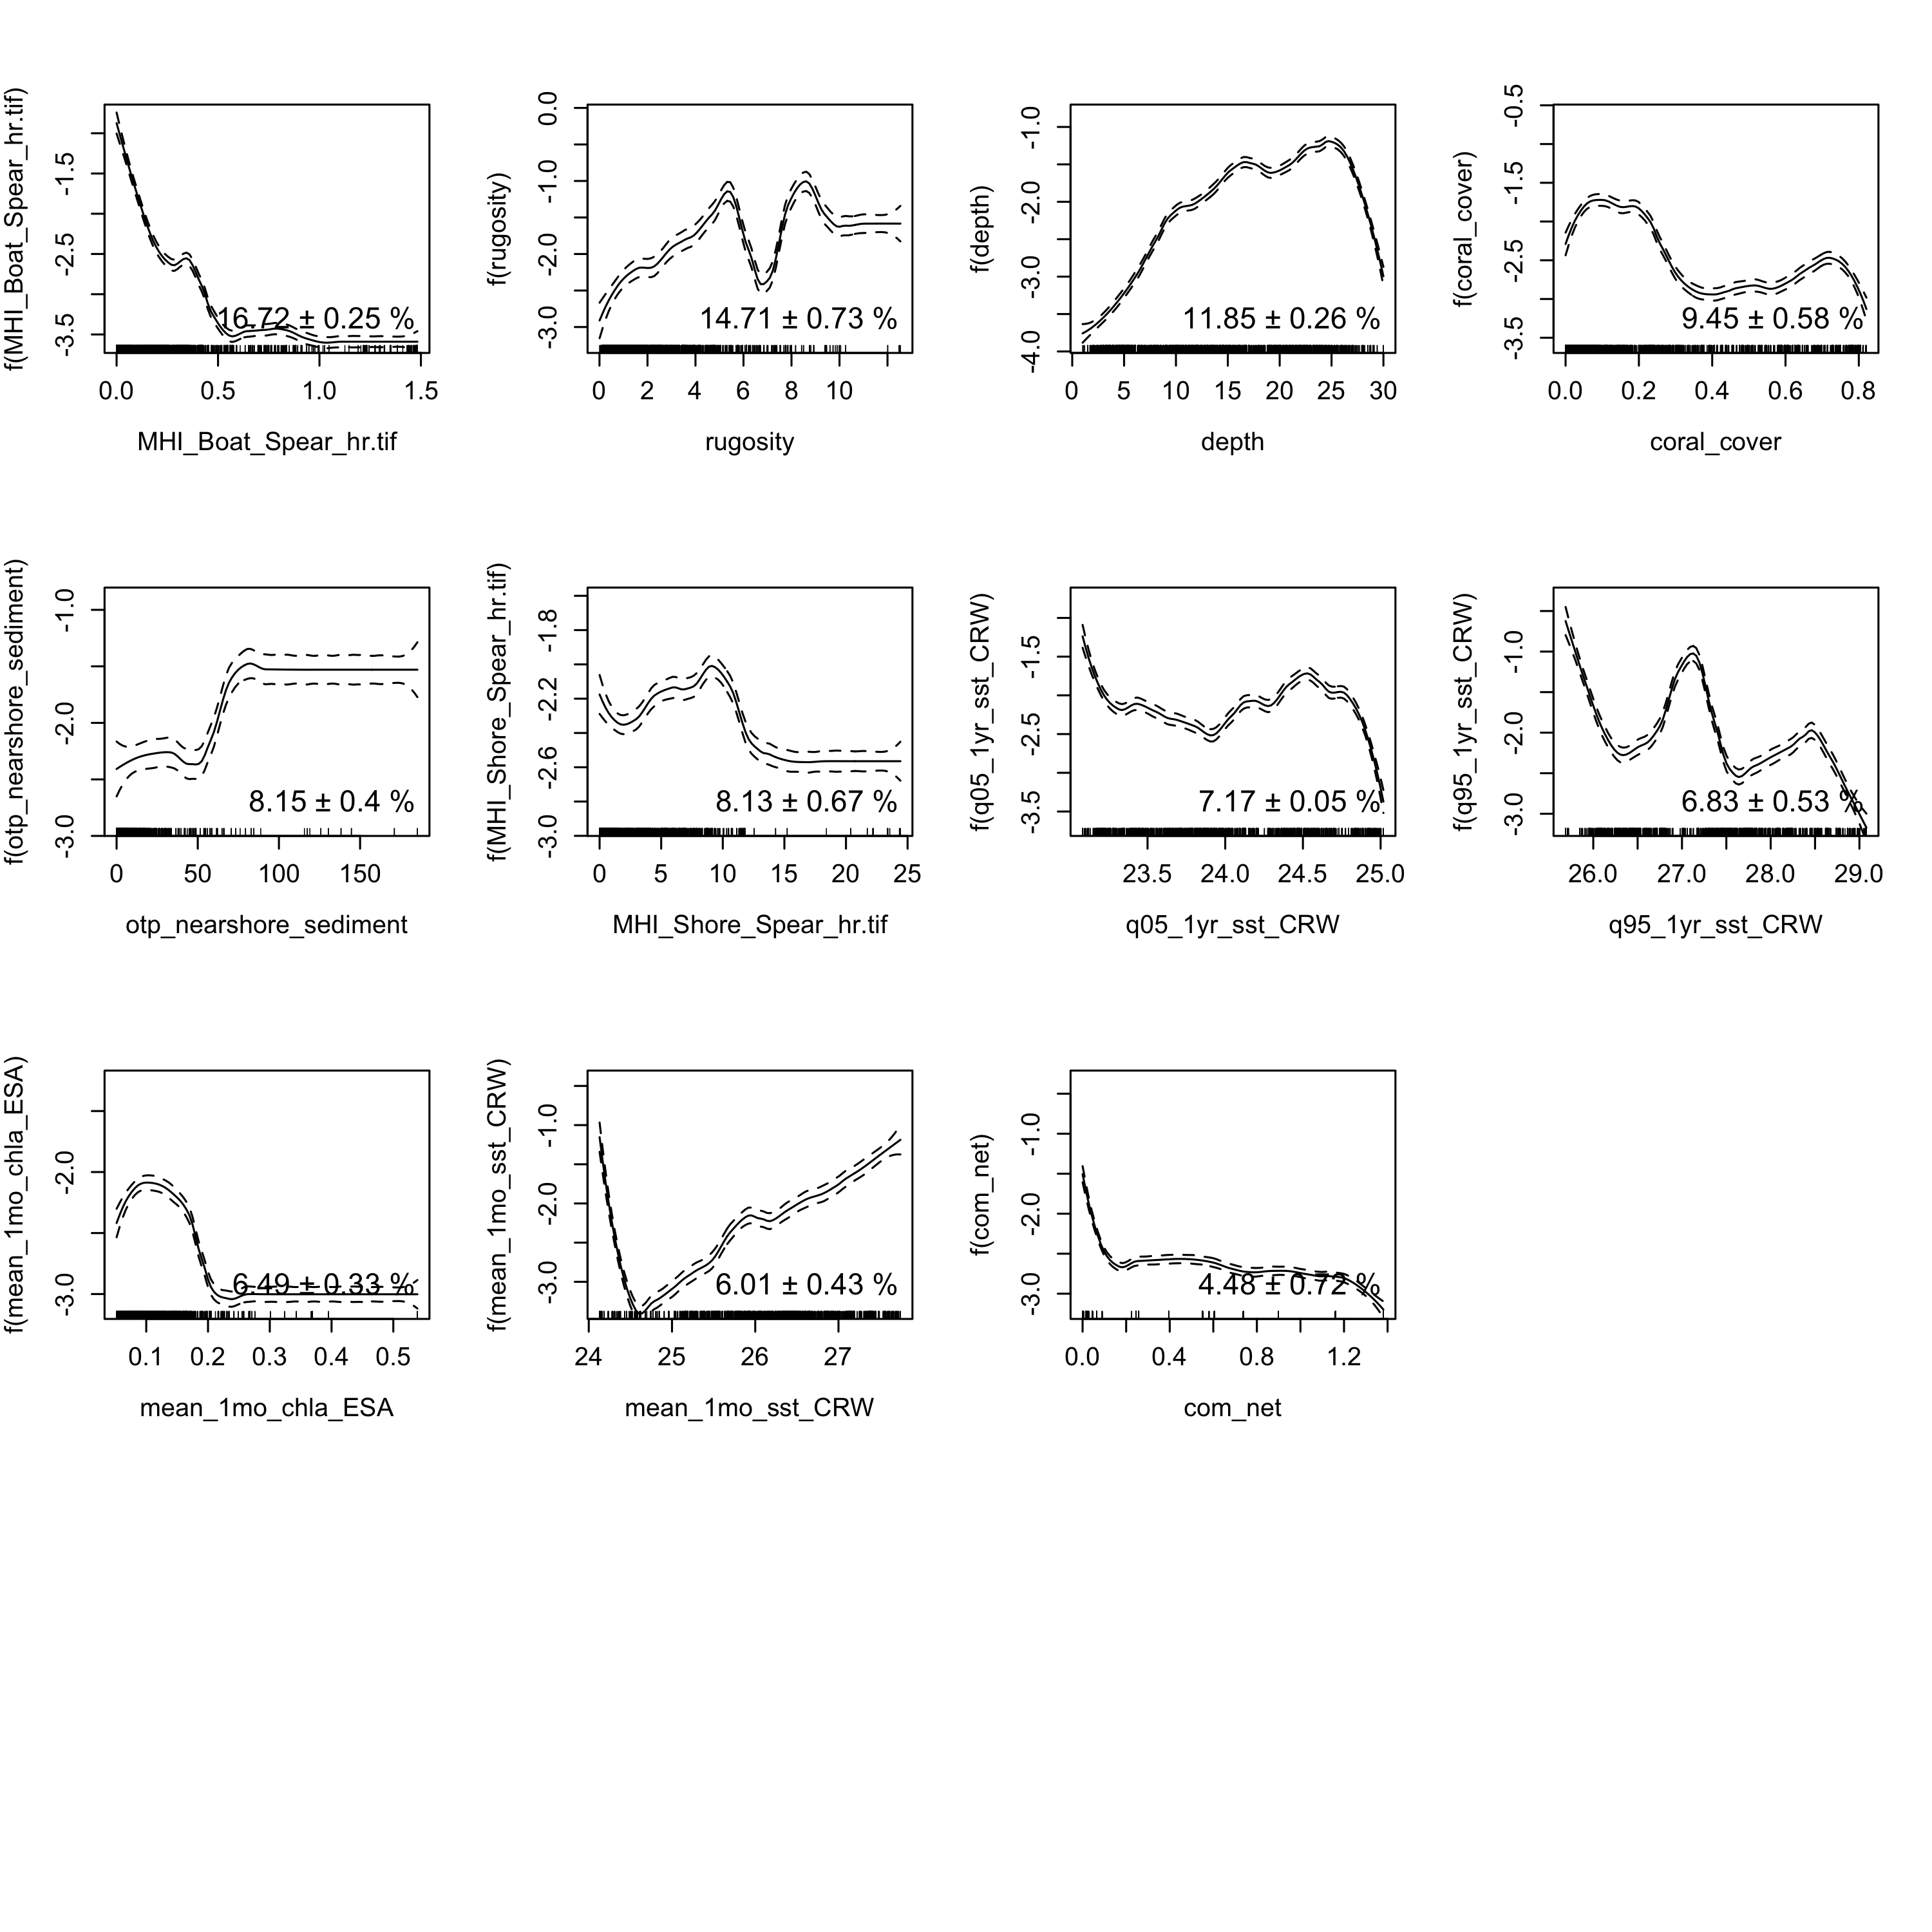 f(MHI_Boat_Spear_hr.tif)
-1.5
-2.5
-3.5
16.72 ± 0.25 %
0.0 0.5 1.0 1.5
MHI_Boat_Spear_hr.tif
f(rugosity)
0.0
-1.0
-2.0
-3.0
14.71 ± 0.73 %
0 2 4 6 8 10
rugosity
f(depth)
-1.0
-2.0
-3.0
-4.0
11.85 ± 0.26 %
0 5 10 15 20 25 30
depth
f(coral_cover)
-0.5
-1.5
-2.5
-3.5
9.45 ± 0.58 %
0.0 0.2 0.4 0.6 0.8
coral_cover
f(otp_nearshore_sediment)
-1.0
-2.0
-3.0
8.15 ± 0.4 %
0 50 100 150
otp_nearshore_sediment
f(MHI_Shore_Spear_hr.tif)
-1.8
-2.2
-2.6
-3.0
8.13 ± 0.67 %
0 5 10 15 20 25
MHI_Shore_Spear_hr.tif
f(q05_1yr_sst_CRW)
-1.5
-2.5
-3.5
7.17 ± 0.05 %
23.5 24.0 24.5 25.0
q05_1yr_sst_CRW
f(q95_1yr_sst_CRW)
-1.0
-2.0
-3.0
6.83 ± 0.53 %
26.0 27.0 28.0 29.0
q95_1yr_sst_CRW
f(mean_1mo_chla_ESA)
-2.0
-3.0
6.49 ± 0.33 %
0.1 0.2 0.3 0.4 0.5
mean_1mo_chla_ESA
f(mean_1mo_sst_CRW)
-1.0
-2.0
-3.0
6.01 ± 0.43 %
24 25 26 27
mean_1mo_sst_CRW
f(com_net)
-1.0
-2.0
-3.0
4.48 ± 0.72 %
0.0 0.4 0.8 1.2
com_net